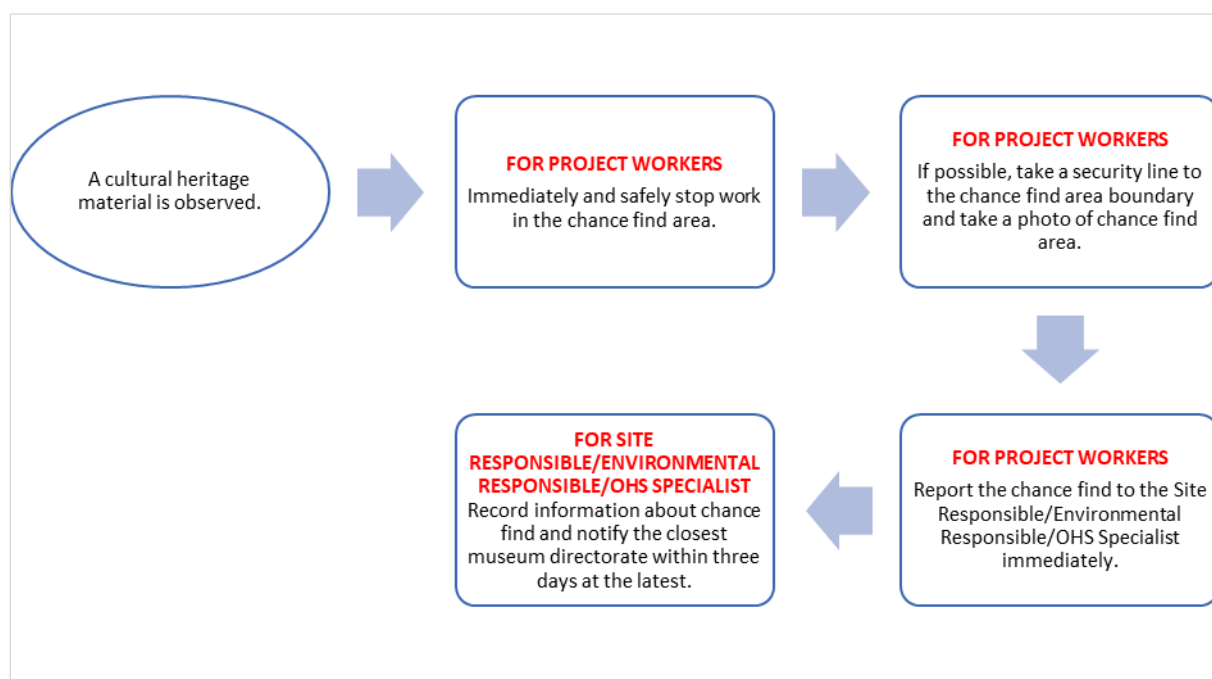 A cultural heritage
material is observed.
FOR PROJECT WORKERS
Immediately and safely stop work
in the chance find area.
FOR PROJECT WORKERS
If possible, take a security line to
the chance find area boundary
and take a photo of chance find
area.
FOR PROJECT WORKERS
Report the chance find to the Site
Responsible/Environmental
Responsible/OHS Specialist
immediately.
FOR SITE
RESPONSIBLE/ENVIRONMENTAL
RESPONSIBLE/OHS SPECIALIST
Record information about chance
find and notify the closest
museum directorate within three
days at the latest.